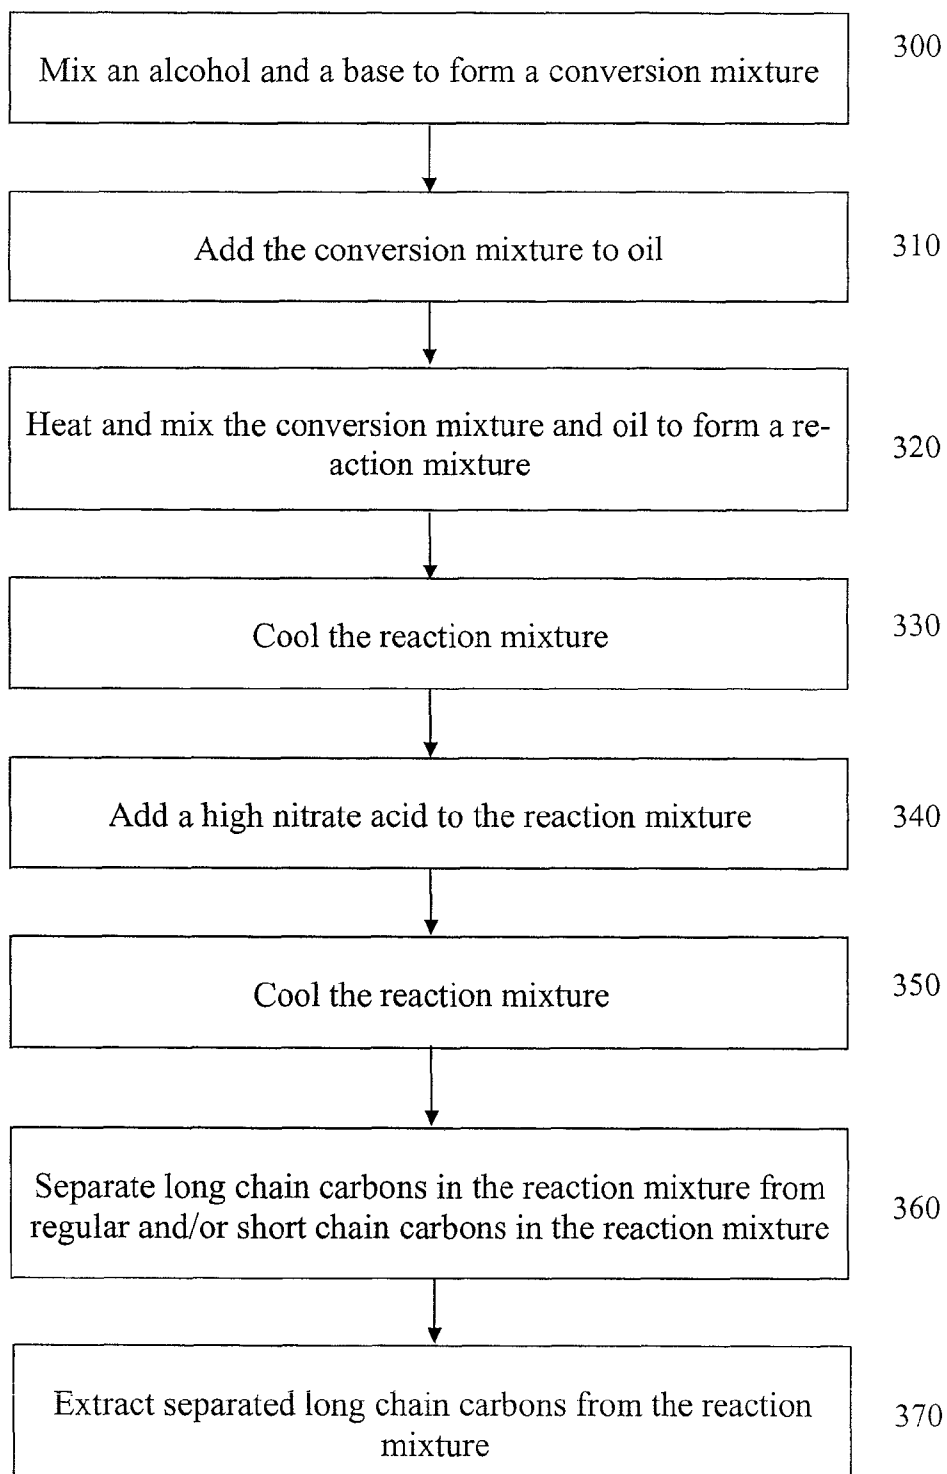 300
Mix an alcohol and a base to form a conversion mixture
310
Add the conversion mixture to oil
Heat and mix the conversion mixture and oil to form a re-
action mixture
320
330
Cool the reaction mixture
Add a high nitrate acid to the reaction mixture
340
350
Cool the reaction mixture
Separate long chain carbons in the reaction mixture from
regular and/or short chain carbons in the reaction mixture
360
Extract separated long chain carbons from the reaction
mixture
370